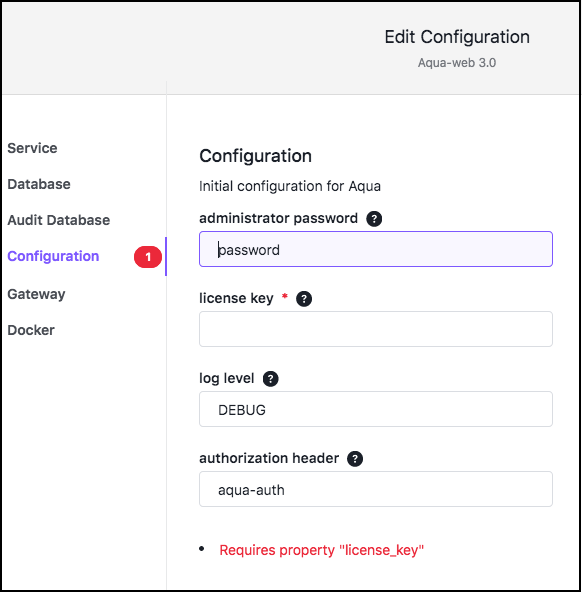 Edit Configuration
Aqua-web 3.0
Service
Database
Audit Database
Configuration 1
Gateway
Docker
Configuration
Initial configuration for Aqua
administrator password ?
password
license key * ?
log level ?
DEBUG
authorization header ?
aqua-auth
• Requires property "license_key"